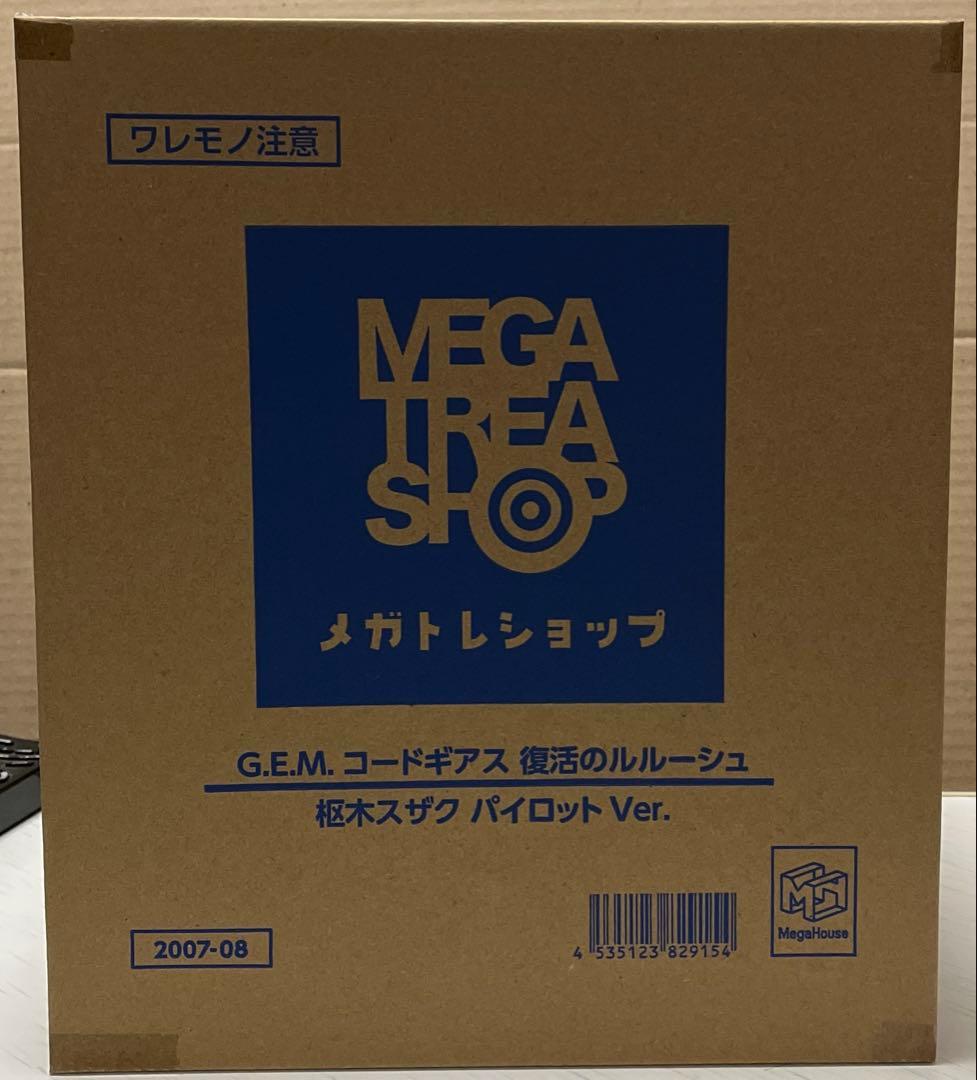 ワレモノ注意
MEGA
TREA
SHOP
メガトレショップ
G.E.M. コードギアス 復活のルルーシュ
枢木スザク パイロット Ver.
MegaHouse
2007-08
4 535123 829154